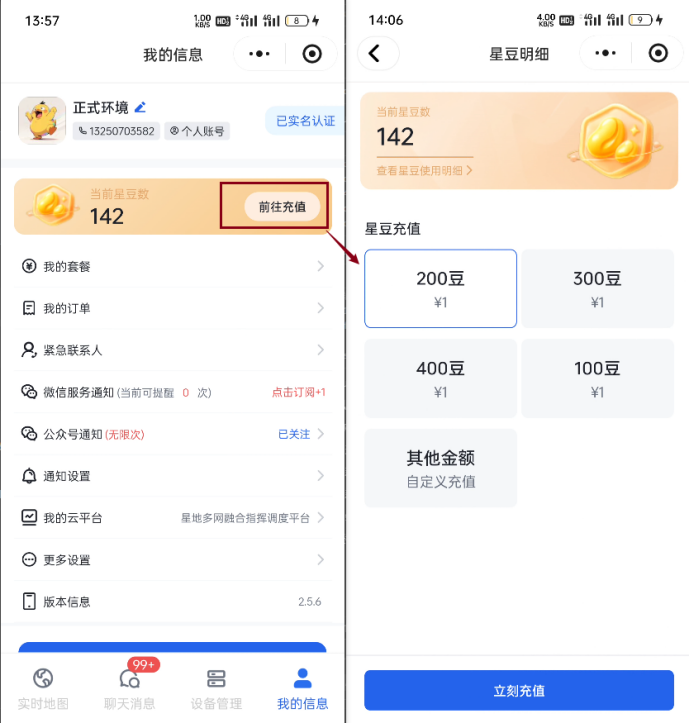 13:57
1.00 KB/S HD 4G 4G 8
我的信息
正式环境
13250703582 个人账号
已实名认证
当前星豆数
142
前往充值
我的套餐
我的订单
紧急联系人
微信服务通知 (当前可提醒 0 次) 点击订阅+1
公众号通知 (无限次) 已关注
通知设置
我的云平台 星地多网融合指挥调度平台
更多设置
版本信息 2.5.6
99+
实时地图 聊天消息 设备管理 我的信息
14:06
4.00 KB/S HD 4G 4G 9
星豆明细
当前星豆数
142
查看星豆使用明细
星豆充值
200豆 300豆
¥1 ¥1
400豆 100豆
¥1 ¥1
其他金额
自定义充值
立刻充值